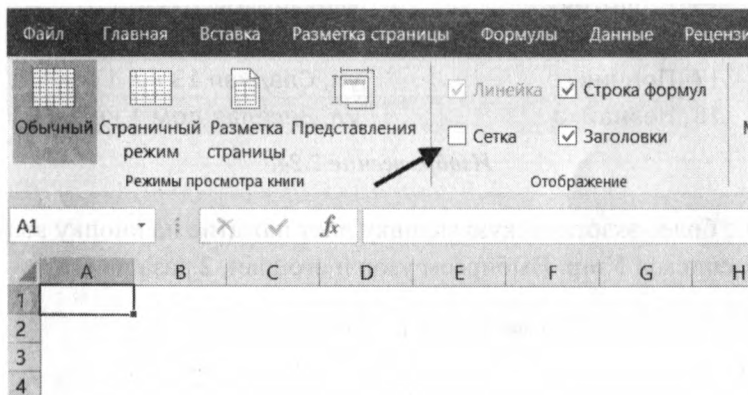 Файл Главная Вставка Разметка страницы Формулы Данные
Линейка Строка формул
Обычный Страничный режим Разметка страницы Представления
Сетка Заголовки
Режимы просмотра книги Отображение
A1 fx
A B C D E F G H
1
2
3
4